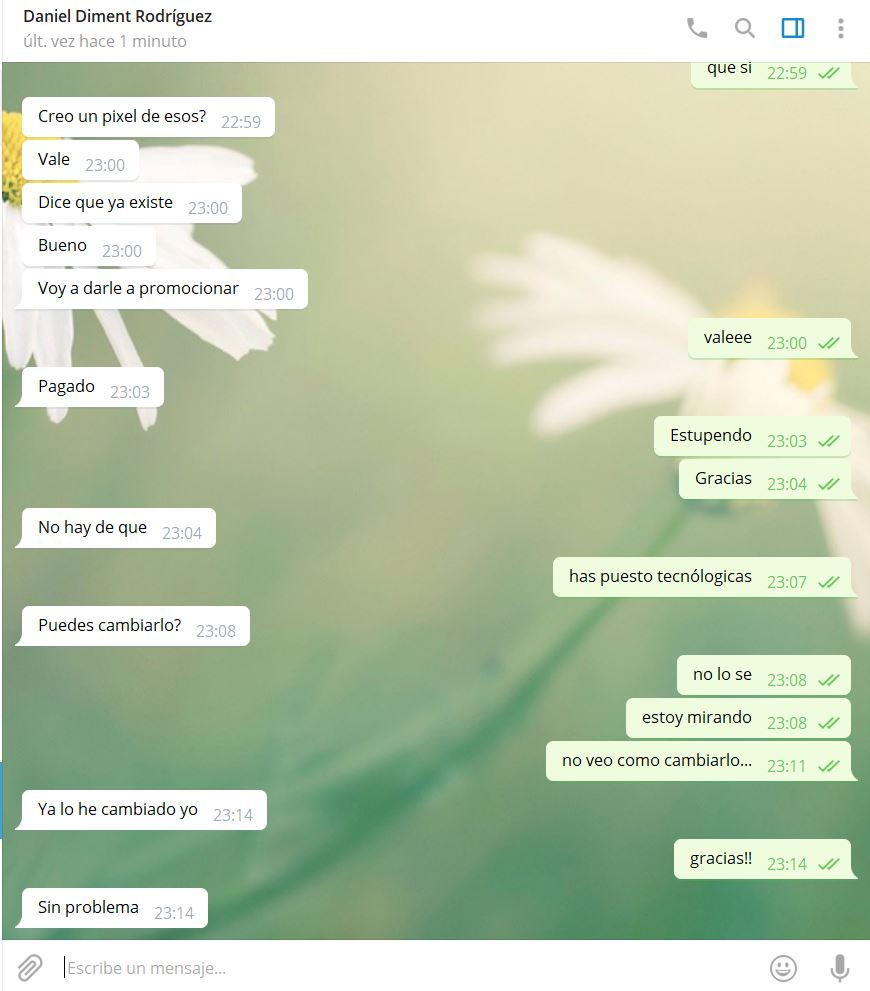 Daniel Diment Rodríguez
últ. vez hace 1 minuto
que si 22:59
Creo un pixel de esos? 22:59
Vale 23:00
Dice que ya existe 23:00
Bueno 23:00
Voy a darle a promocionar 23:00
valeee 23:00
Pagado 23:03
Estupendo 23:03
Gracias 23:04
No hay de que 23:04
has puesto tecnólogicas 23:07
Puedes cambiarlo? 23:08
no lo se 23:08
estoy mirando 23:08
no veo como cambiarlo... 23:11
Ya lo he cambiado yo 23:14
gracias!! 23:14
Sin problema 23:14
Escribe un mensaje...